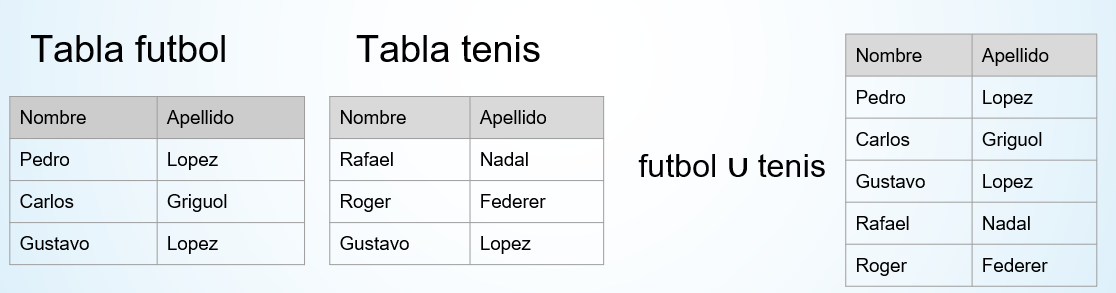 Tabla futbol
Nombre Apellido
Pedro Lopez
Carlos Griguol
Gustavo Lopez
Tabla tenis
Nombre Apellido
Rafael Nadal
Roger Federer
Gustavo Lopez
futbol ∪ tenis
Nombre Apellido
Pedro Lopez
Carlos Griguol
Gustavo Lopez
Rafael Nadal
Roger Federer